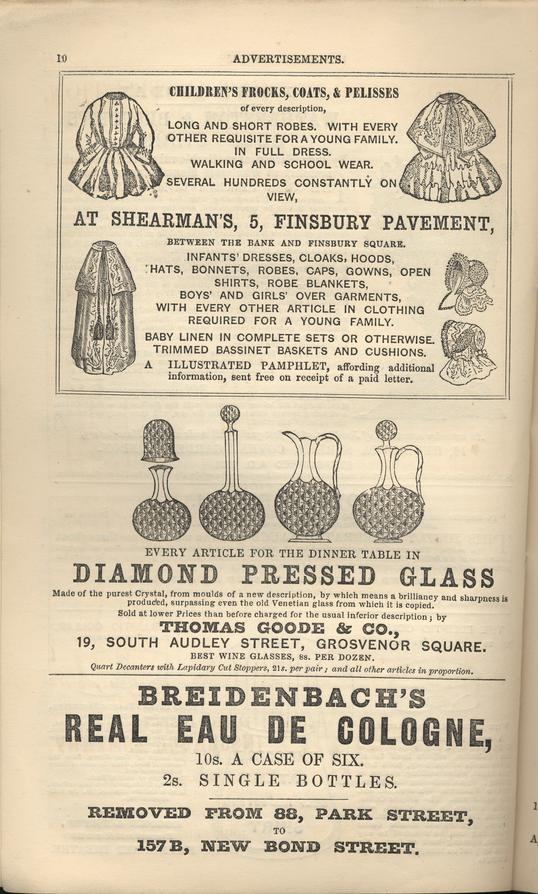 10
ADVERTISEMENTS.
CHILDREN'S FROCKS, COATS, & PELISSES
of every description,
LONG AND SHORT ROBES. WITH EVERY
OTHER REQUISITE FOR A YOUNG FAMILY.
IN FULL DRESS.
WALKING AND SCHOOL WEAR.
SEVERAL HUNDREDS CONSTANTLY ON
VIEW,
AT SHEARMAN'S, 5, FINSBURY PAVEMENT,
BETWEEN THE BANK AND FINSBURY SQUARE.
INFANTS' DRESSES, CLOAKS, HOODS,
HATS, BONNETS, ROBES, CAPS, GOWNS, OPEN
SHIRTS, ROBE BLANKETS,
BOYS' AND GIRLS' OVER GARMENTS,
WITH EVERY OTHER ARTICLE IN CLOTHING
REQUIRED FOR A YOUNG FAMILY.
BABY LINEN IN COMPLETE SETS OR OTHERWISE.
TRIMMED BASSINET BASKETS AND CUSHIONS.
A ILLUSTRATED PAMPHLET, affording additional
information, sent free on receipt of a paid letter.
EVERY ARTICLE FOR THE DINNER TABLE IN
DIAMOND PRESSED GLASS
Made of the purest Crystal, from moulds of a new description, by which means a brilliancy and sharpness is
produced, surpassing even the old Venetian glass from which it is copied.
Sold at lower Prices than before charged for the usual inferior description; by
THOMAS GOODE & CO.,
19, SOUTH AUDLEY STREET, GROSVENOR SQUARE.
BEST WINE GLASSES, 8s. PER DOZEN.
Quart Decanters with Lapidary Cut Stoppers, 21s. per pair; and all other articles in proportion.
BREIDENBACH'S
REAL EAU DE COLOGNE,
10s. A CASE OF SIX.
2s. SINGLE BOTTLES.
REMOVED FROM 88, PARK STREET,
TO
157B, NEW BOND STREET.
1
A